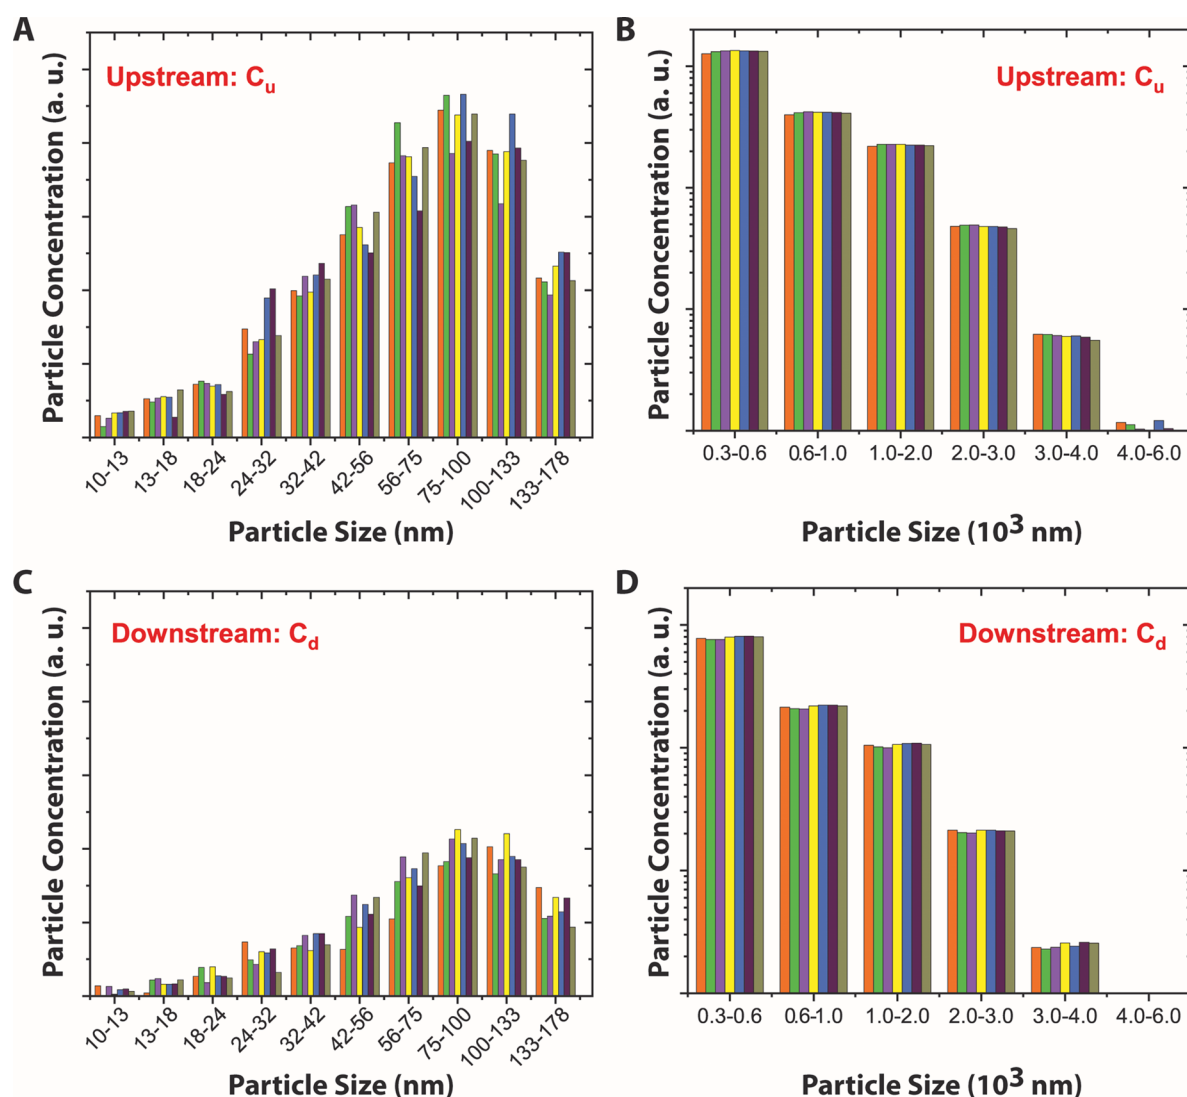 A
Upstream: Cu
Particle Concentration (a. u.)
10-13
13-18
18-24
24-32
32-42
42-56
56-75
75-100
100-133
133-178
Particle Size (nm)
B
Upstream: Cu
Particle Concentration (a. u.)
0.3-0.6
0.6-1.0
1.0-2.0
2.0-3.0
3.0-4.0
4.0-6.0
Particle Size (10³ nm)
C
Downstream: Cd
Particle Concentration (a. u.)
10-13
13-18
18-24
24-32
32-42
42-56
56-75
75-100
100-133
133-178
Particle Size (nm)
D
Downstream: Cd
Particle Concentration (a. u.)
0.3-0.6
0.6-1.0
1.0-2.0
2.0-3.0
3.0-4.0
4.0-6.0
Particle Size (10³ nm)